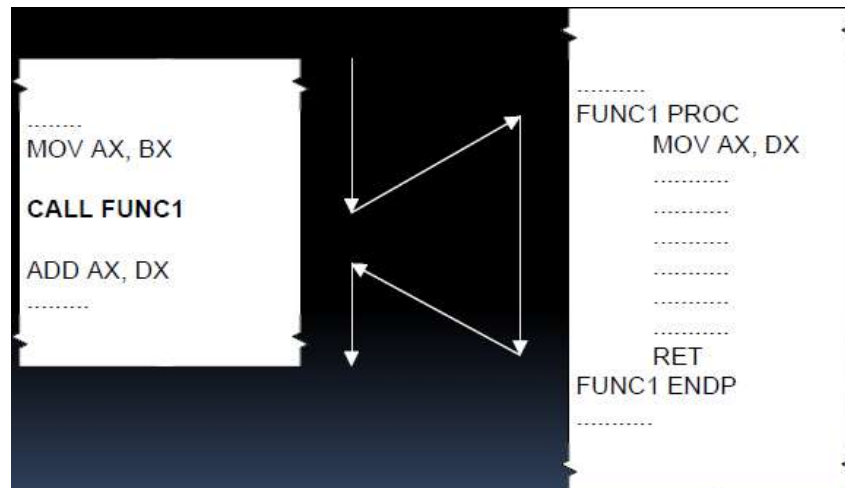 ........
MOV AX, BX
CALL FUNC1
ADD AX, DX
.........
..........
FUNC1 PROC
MOV AX, DX
...........
...........
...........
...........
...........
...........
RET
FUNC1 ENDP
...........